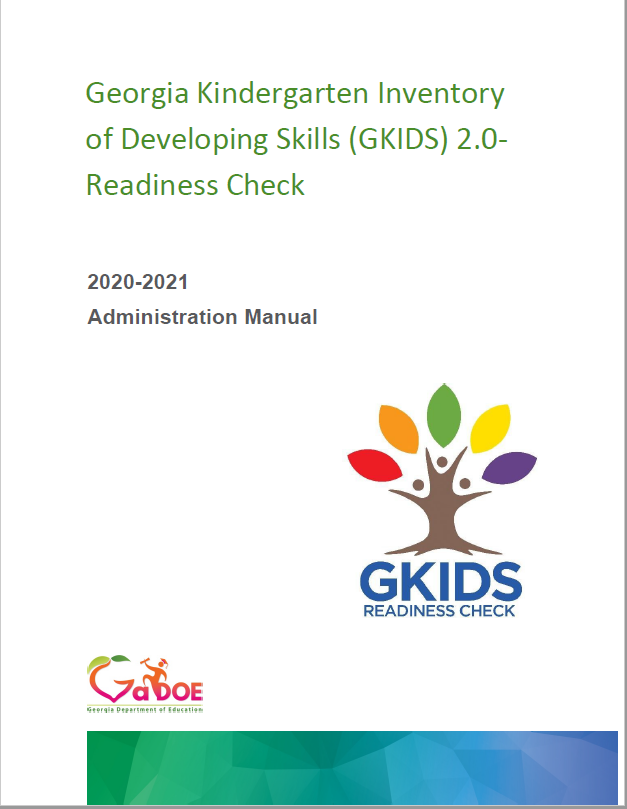 Georgia Kindergarten Inventory
of Developing Skills (GKIDS) 2.0-
Readiness Check
2020-2021
Administration Manual
GKIDS
READINESS CHECK
GaDOE
Georgia Department of Education